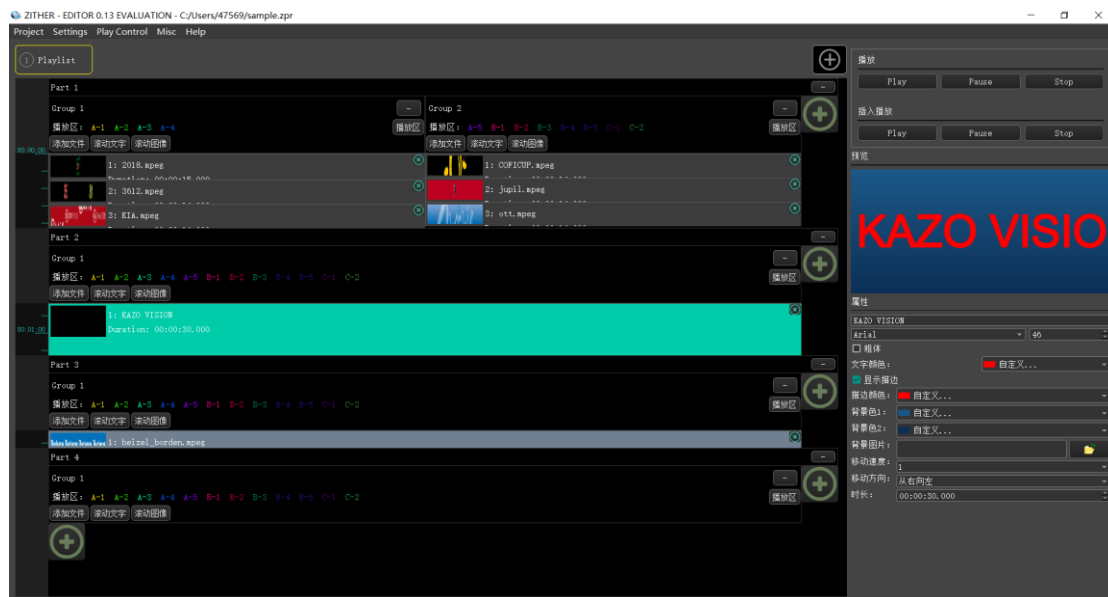 ZITHER - EDITOR 0.13 EVALUATION - C:/Users/47569/sample.zpr
Project Settings Play Control Misc Help
1 Playlist
Part 1
Group 1
播放区： A-1 A-2 A-3 A-4
播放区
添加文件 滚动文字 滚动图像
00:00:00
1: 2018.mpeg
Duration: 00:00:15.000
2: 3612.mpeg
3: KIA.mpeg
Group 2
播放区： A-5 B-1 B-2 B-3 B-4 B-5 C-1 C-2
播放区
添加文件 滚动文字 滚动图像
1: COFICUP.mpeg
2: jupil.mpeg
3: ott.mpeg
Part 2
Group 1
播放区： A-1 A-2 A-3 A-4 A-5 B-1 B-2 B-3 B-4 B-5 C-1 C-2
播放区
添加文件 滚动文字 滚动图像
1: KAZO VISION
00:01:00
Duration: 00:00:30.000
Part 3
Group 1
播放区： A-1 A-2 A-3 A-4 A-5 B-1 B-2 B-3 B-4 B-5 C-1 C-2
播放区
添加文件 滚动文字 滚动图像
1: heizel_borden.mpeg
Part 4
Group 1
播放区： A-1 A-2 A-3 A-4 A-5 B-1 B-2 B-3 B-4 B-5 C-1 C-2
播放区
添加文件 滚动文字 滚动图像
播放
Play Pause Stop
插入播放
Play Pause Stop
预览
KAZO VISIO
属性
KAZO VISION
Arial 46
粗体
文字颜色： 自定义...
显示描边
描边颜色： 自定义...
背景色1： 自定义...
背景色2： 自定义...
背景图片：
移动速度： 1
移动方向： 从右向左
时长： 00:00:30.000